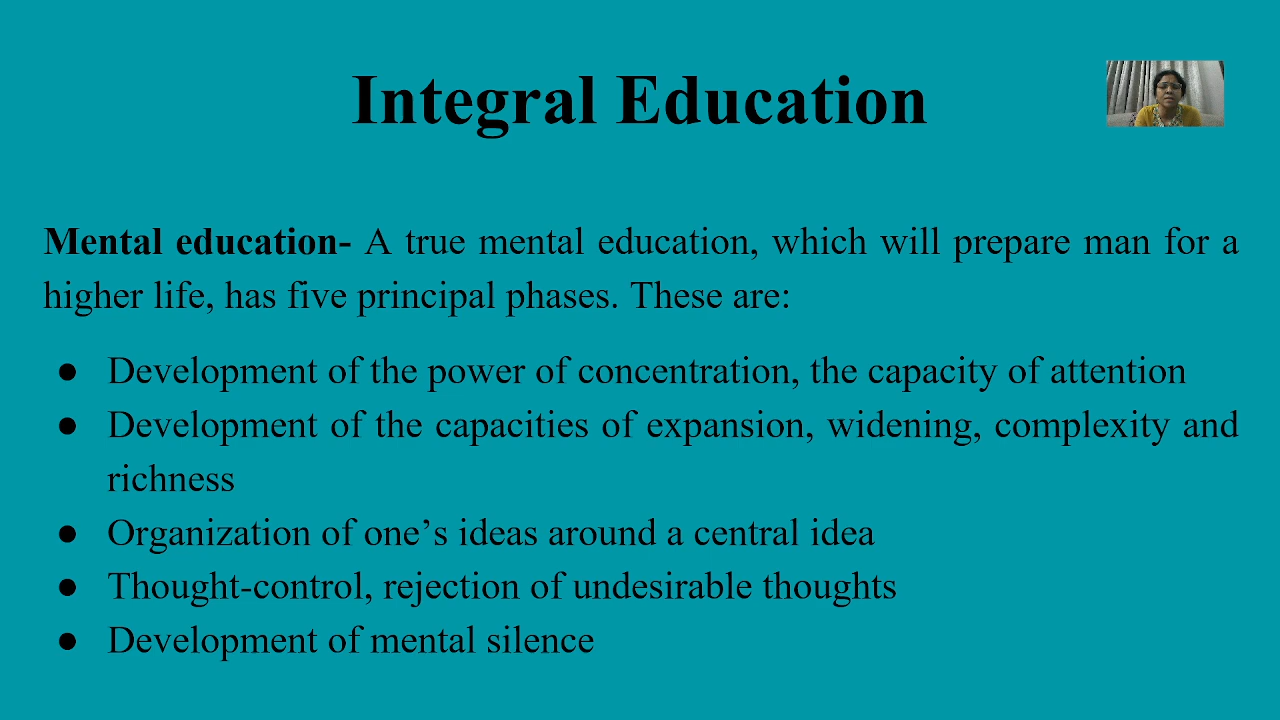 Integral Education
Mental education- A true mental education, which will prepare man for a
higher life, has five principal phases. These are:
● Development of the power of concentration, the capacity of attention
● Development of the capacities of expansion, widening, complexity and
richness
● Organization of one’s ideas around a central idea
● Thought-control, rejection of undesirable thoughts
● Development of mental silence